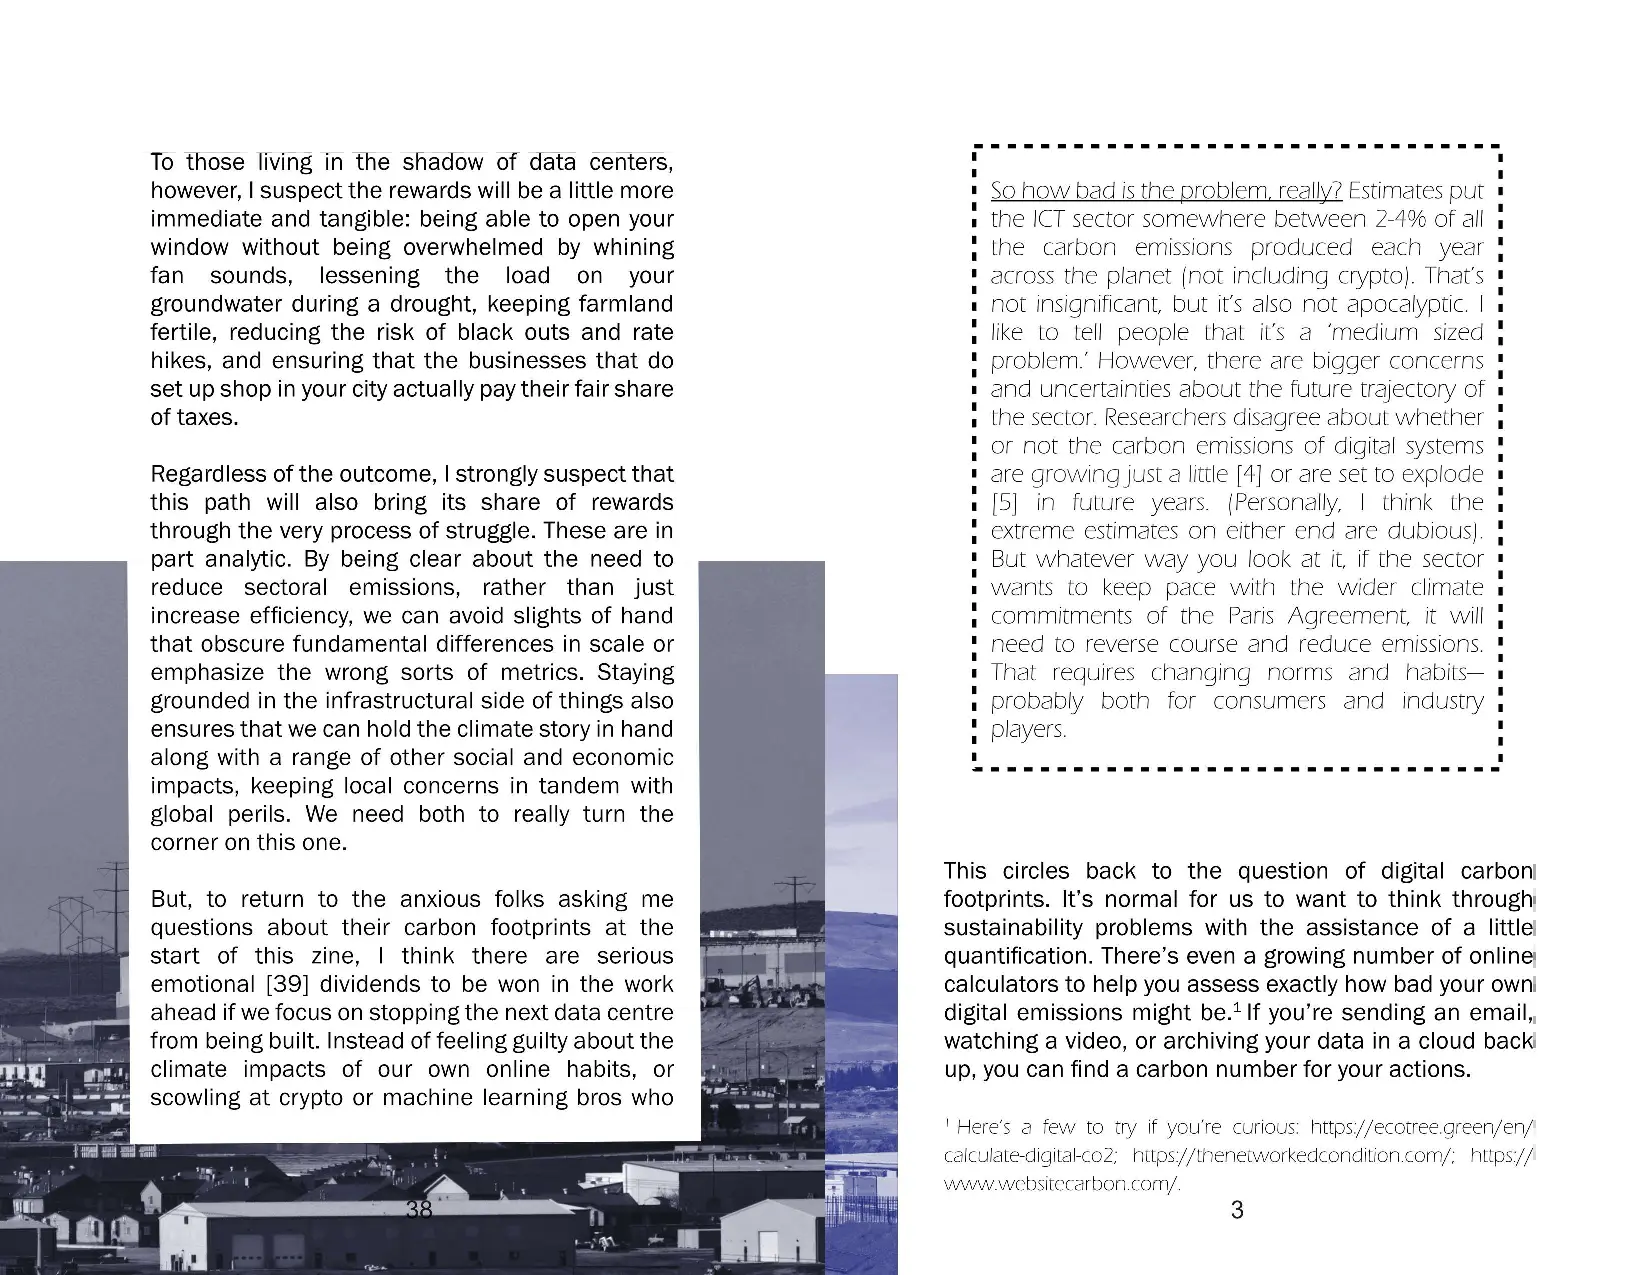 To those living in the shadow of data centers,
however, I suspect the rewards will be a little more
immediate and tangible: being able to open your
window without being overwhelmed by whining
fan sounds, lessening the load on your
groundwater during a drought, keeping farmland
fertile, reducing the risk of black outs and rate
hikes, and ensuring that the businesses that do
set up shop in your city actually pay their fair share
of taxes.
Regardless of the outcome, I strongly suspect that
this path will also bring its share of rewards
through the very process of struggle. These are in
part analytic. By being clear about the need to
reduce sectoral emissions, rather than just
increase efficiency, we can avoid slights of hand
that obscure fundamental differences in scale or
emphasize the wrong sorts of metrics. Staying
grounded in the infrastructural side of things also
ensures that we can hold the climate story in hand
along with a range of other social and economic
impacts, keeping local concerns in tandem with
global perils. We need both to really turn the
corner on this one.
But, to return to the anxious folks asking me
questions about their carbon footprints at the
start of this zine, I think there are serious
emotional [39] dividends to be won in the work
ahead if we focus on stopping the next data centre
from being built. Instead of feeling guilty about the
climate impacts of our own online habits, or
scowling at crypto or machine learning bros who
38
So how bad is the problem, really? Estimates put
the ICT sector somewhere between 2-4% of all
the carbon emissions produced each year
across the planet (not including crypto). That's
not insignificant, but it's also not apocalyptic. I
like to tell people that it's a 'medium sized
problem.' However, there are bigger concerns
and uncertainties about the future trajectory of
the sector. Researchers disagree about whether
or not the carbon emissions of digital systems
are growing just a little [4] or are set to explode
[5] in future years. (Personally, I think the
extreme estimates on either end are dubious).
But whatever way you look at it, if the sector
wants to keep pace with the wider climate
commitments of the Paris Agreement, it will
need to reverse course and reduce emissions.
That requires changing norms and habits—
probably both for consumers and industry
players.
This circles back to the question of digital carbon
footprints. It's normal for us to want to think through
sustainability problems with the assistance of a little
quantification. There's even a growing number of online
calculators to help you assess exactly how bad your own
digital emissions might be.¹ If you're sending an email,
watching a video, or archiving your data in a cloud back
up, you can find a carbon number for your actions.
¹ Here's a few to try if you're curious: https://ecotree.green/en/
calculate-digital-co2; https://thenetworkedcondition.com/; https://
www.websitecarbon.com/.
3